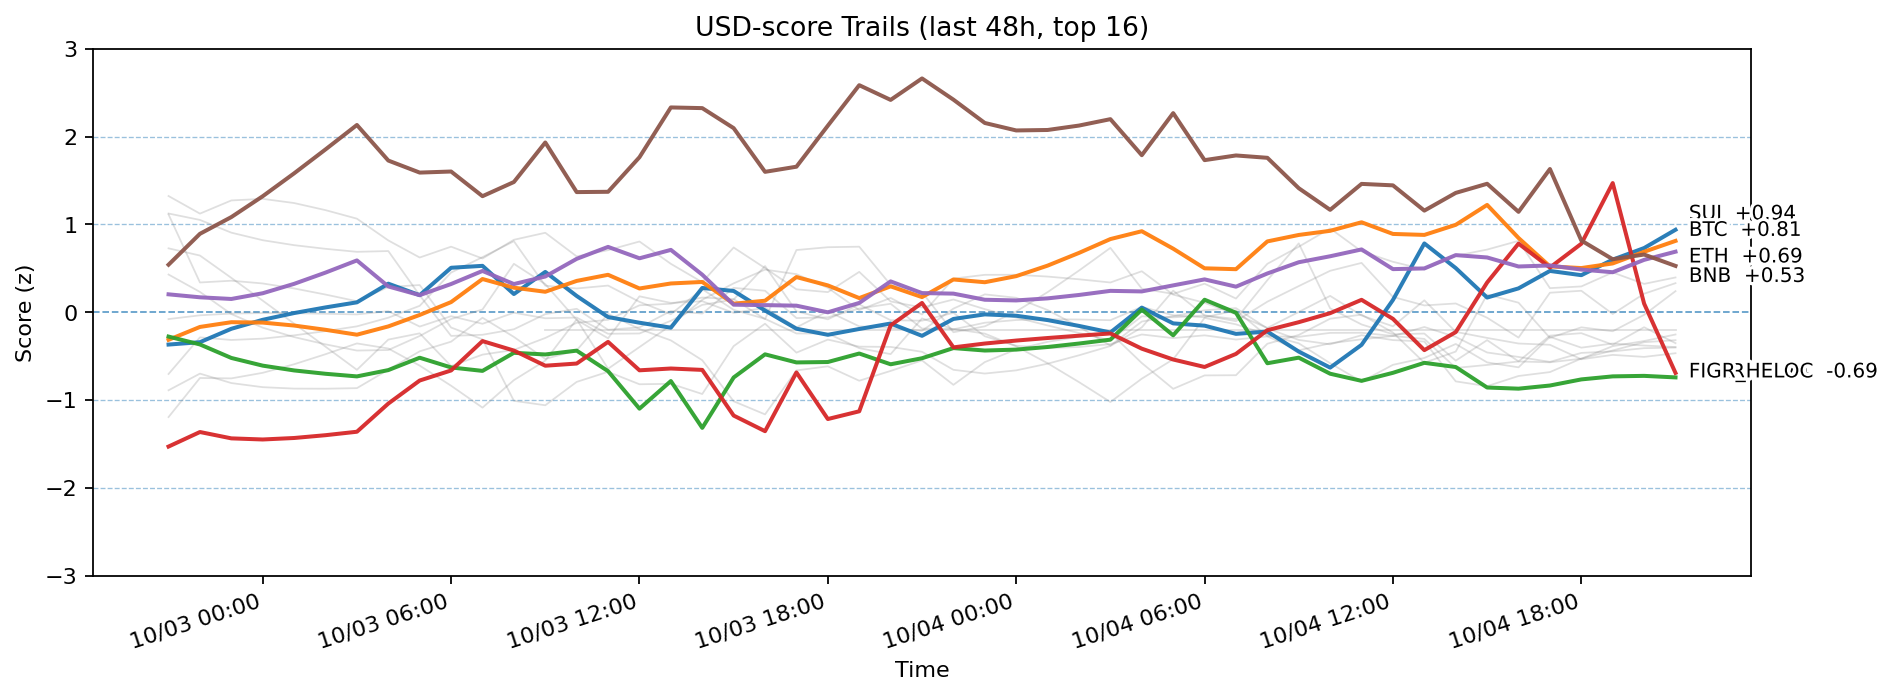 USD-score Trails (last 48h, top 16)
Score (z)
3
2
1
0
−1
−2
−3
+0.94
BTC +0.81
ETH +0.69
BNB +0.53
-0.69
10/03 00:00
10/03 06:00
10/03 12:00
10/03 18:00
10/04 00:00
10/04 06:00
10/04 12:00
10/04 18:00
Time